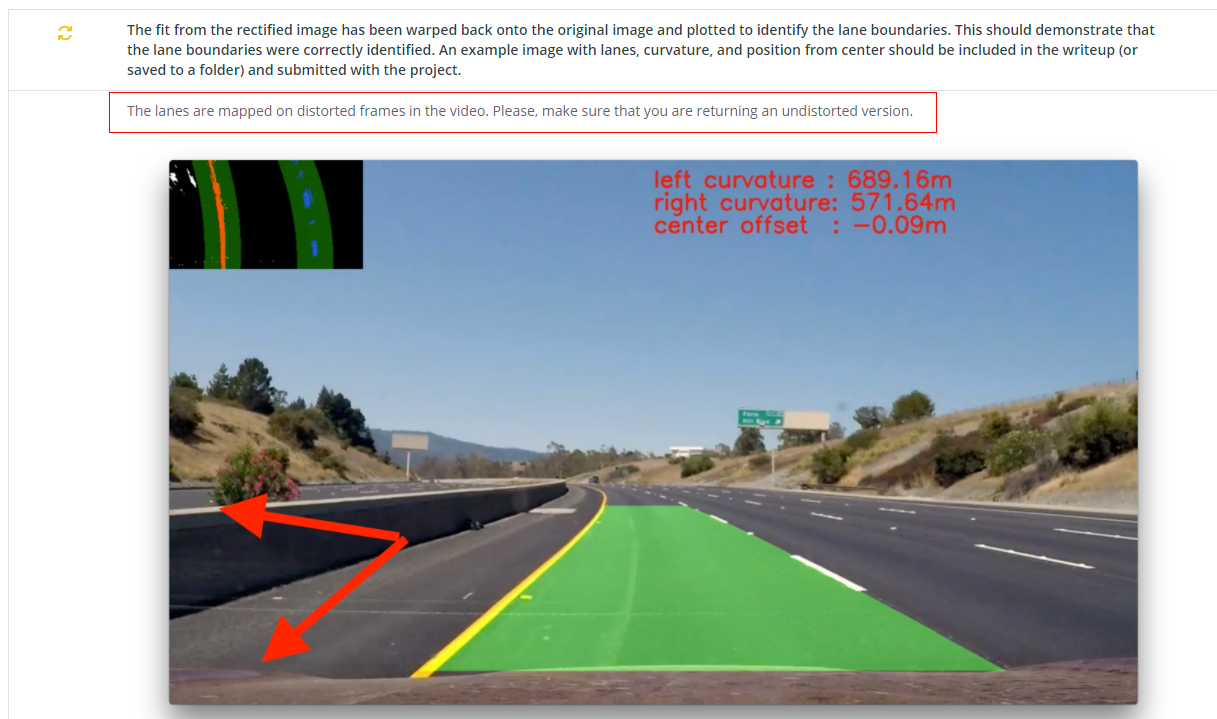 The fit from the rectified image has been warped back onto the original image and plotted to identify the lane boundaries. This should demonstrate that
the lane boundaries were correctly identified. An example image with lanes, curvature, and position from center should be included in the writeup (or
saved to a folder) and submitted with the project.
The lanes are mapped on distorted frames in the video. Please, make sure that you are returning an undistorted version.
left curvature : 689.16m
right curvature: 571.64m
center offset : -0.09m